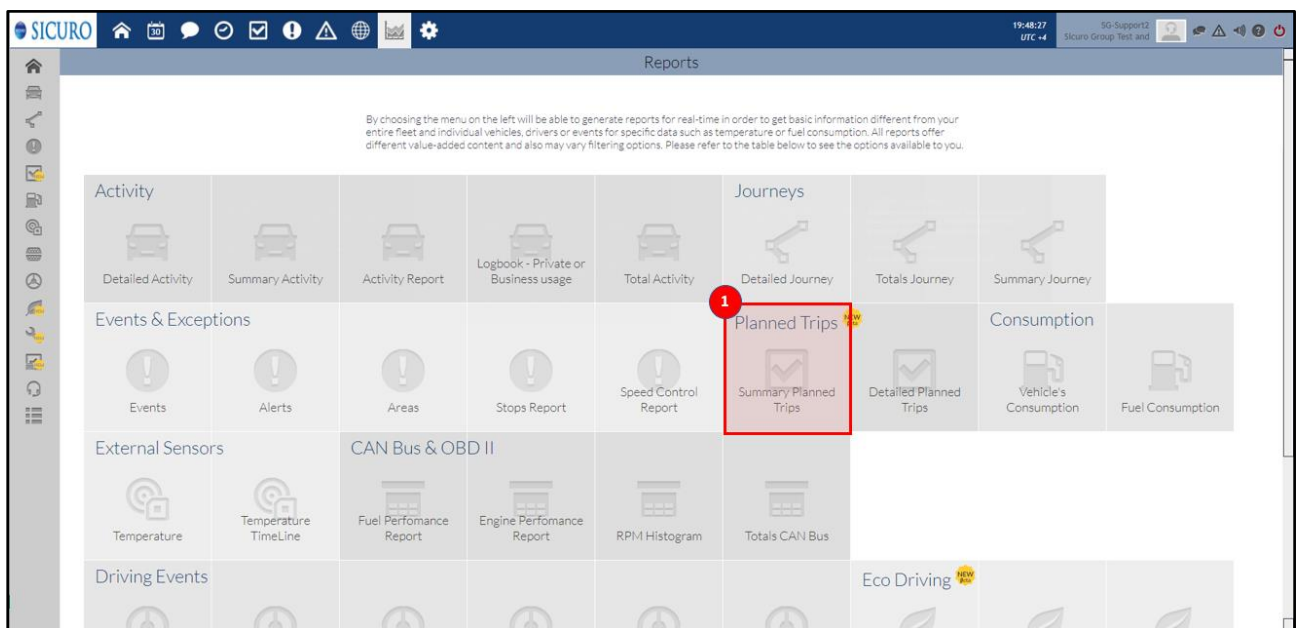 SICURO
30
19:48:27
UTC +4
SG-Support2
Sicuro Group Test and
Reports
By choosing the menu on the left will be able to generate reports for real-time in order to get basic information different from your
entire fleet and individual vehicles, drivers or events for specific data such as temperature or fuel consumption. All reports offer
different value-added content and also may vary filtering options. Please refer to the table below to see the options available to you.
Activity
Journeys
Detailed Activity
Summary Activity
Activity Report
Logbook - Private or
Business usage
Total Activity
Detailed Journey
Totals Journey
Summary Journey
1
Events & Exceptions
Planned Trips
NEW
Beta
Consumption
Events
Alerts
Areas
Stops Report
Speed Control
Report
Summary Planned
Trips
Detailed Planned
Trips
Vehicle's
Consumption
Fuel Consumption
External Sensors
CAN Bus & OBD II
Temperature
Temperature
TimeLine
Fuel Perfomance
Report
Engine Perfomance
Report
RPM Histogram
Totals CAN Bus
Driving Events
Eco Driving
NEW
Beta